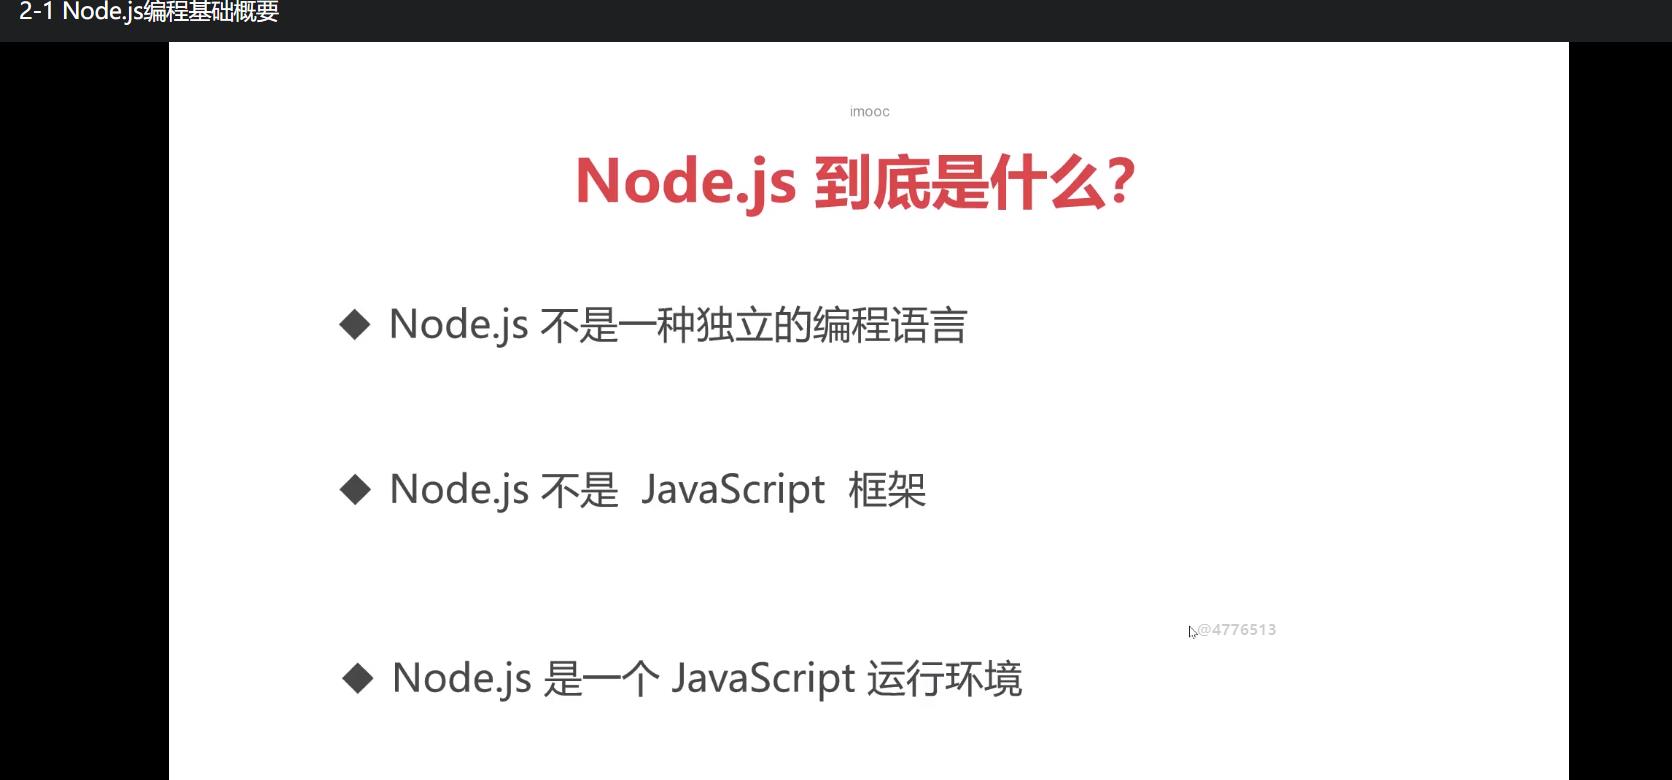 2-1 Node.js编程基础概要
imooc
Node.js 到底是什么?
◆ Node.js 不是一种独立的编程语言
◆ Node.js 不是 JavaScript 框架
@4776513
◆ Node.js 是一个 JavaScript 运行环境